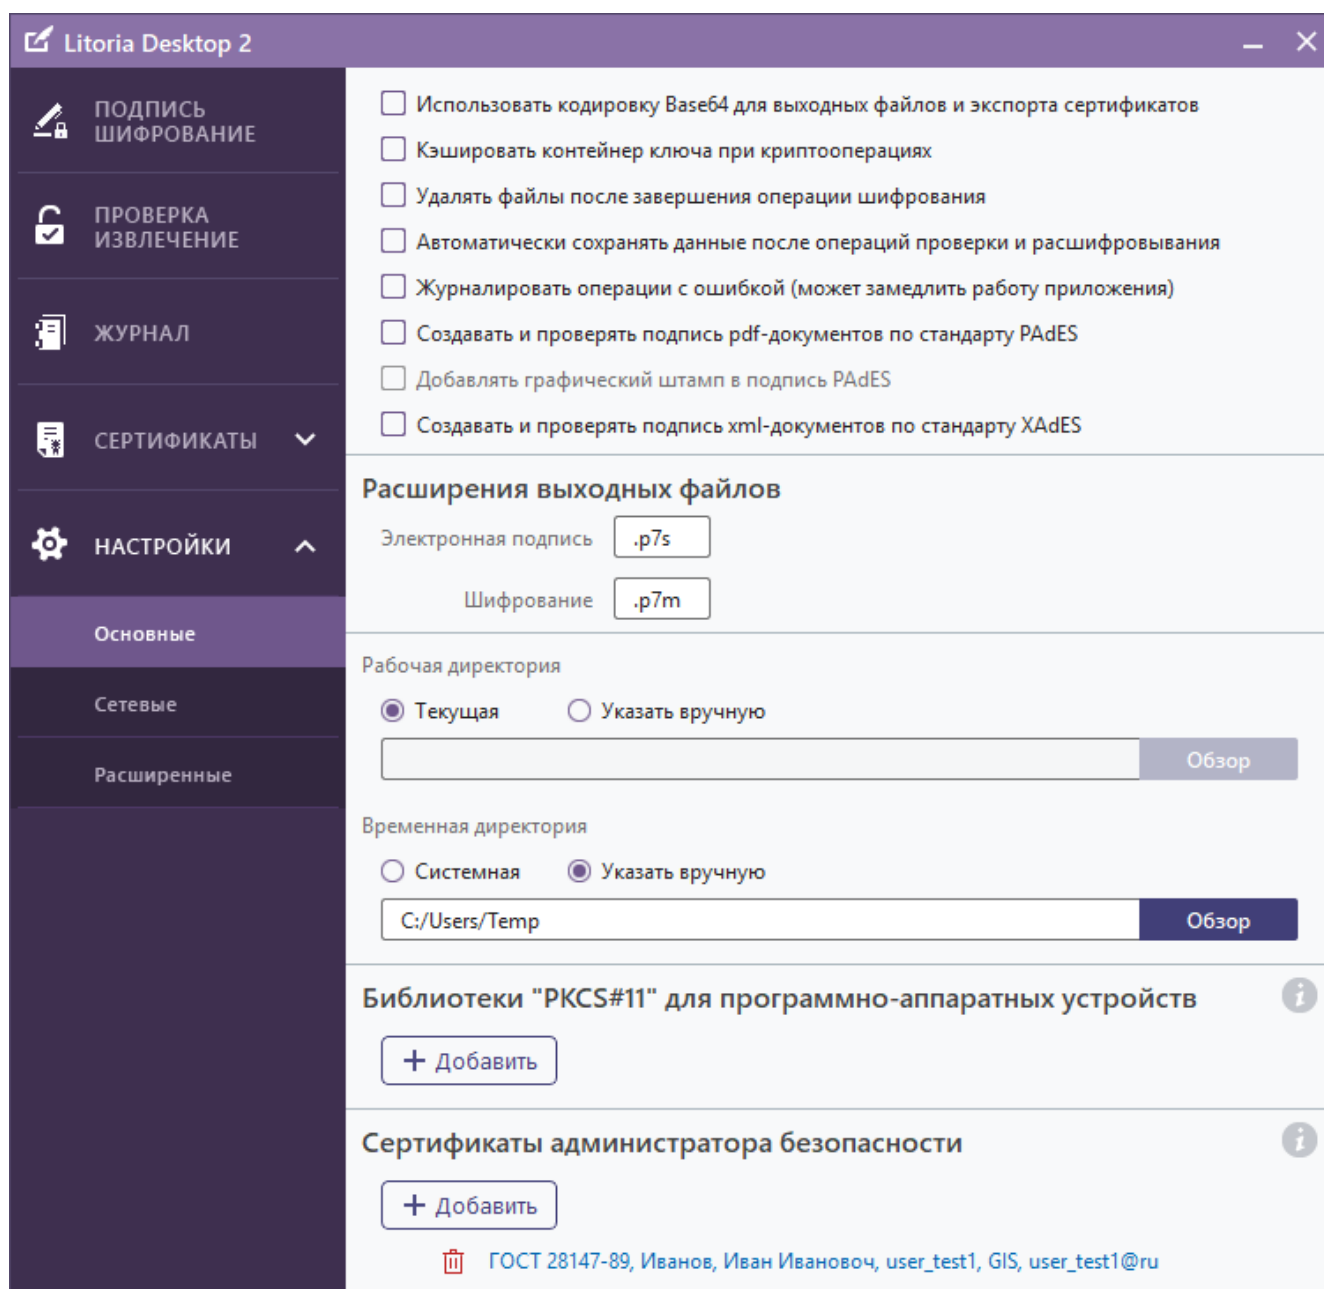 Litoria Desktop 2
ПОДПИСЬ
ШИФРОВАНИЕ
ПРОВЕРКА
ИЗВЛЕЧЕНИЕ
ЖУРНАЛ
СЕРТИФИКАТЫ
НАСТРОЙКИ
Основные
Сетевые
Расширенные
Использовать кодировку Base64 для выходных файлов и экспорта сертификатов
Кэшировать контейнер ключа при криптооперациях
Удалять файлы после завершения операции шифрования
Автоматически сохранять данные после операций проверки и расшифровывания
Журналировать операции с ошибкой (может замедлить работу приложения)
Создавать и проверять подпись pdf-документов по стандарту PAdES
Добавлять графический штамп в подпись PAdES
Создавать и проверять подпись xml-документов по стандарту XAdES
Расширения выходных файлов
Электронная подпись .p7s
Шифрование .p7m
Рабочая директория
Текущая Указать вручную
Обзор
Временная директория
Системная Указать вручную
C:/Users/Temp Обзор
Библиотеки "PKCS#11" для программно-аппаратных устройств
+ Добавить
Сертификаты администратора безопасности
+ Добавить
ГОСТ 28147-89, Иванов, Иван Ивановоч, user_test1, GIS, user_test1@ru